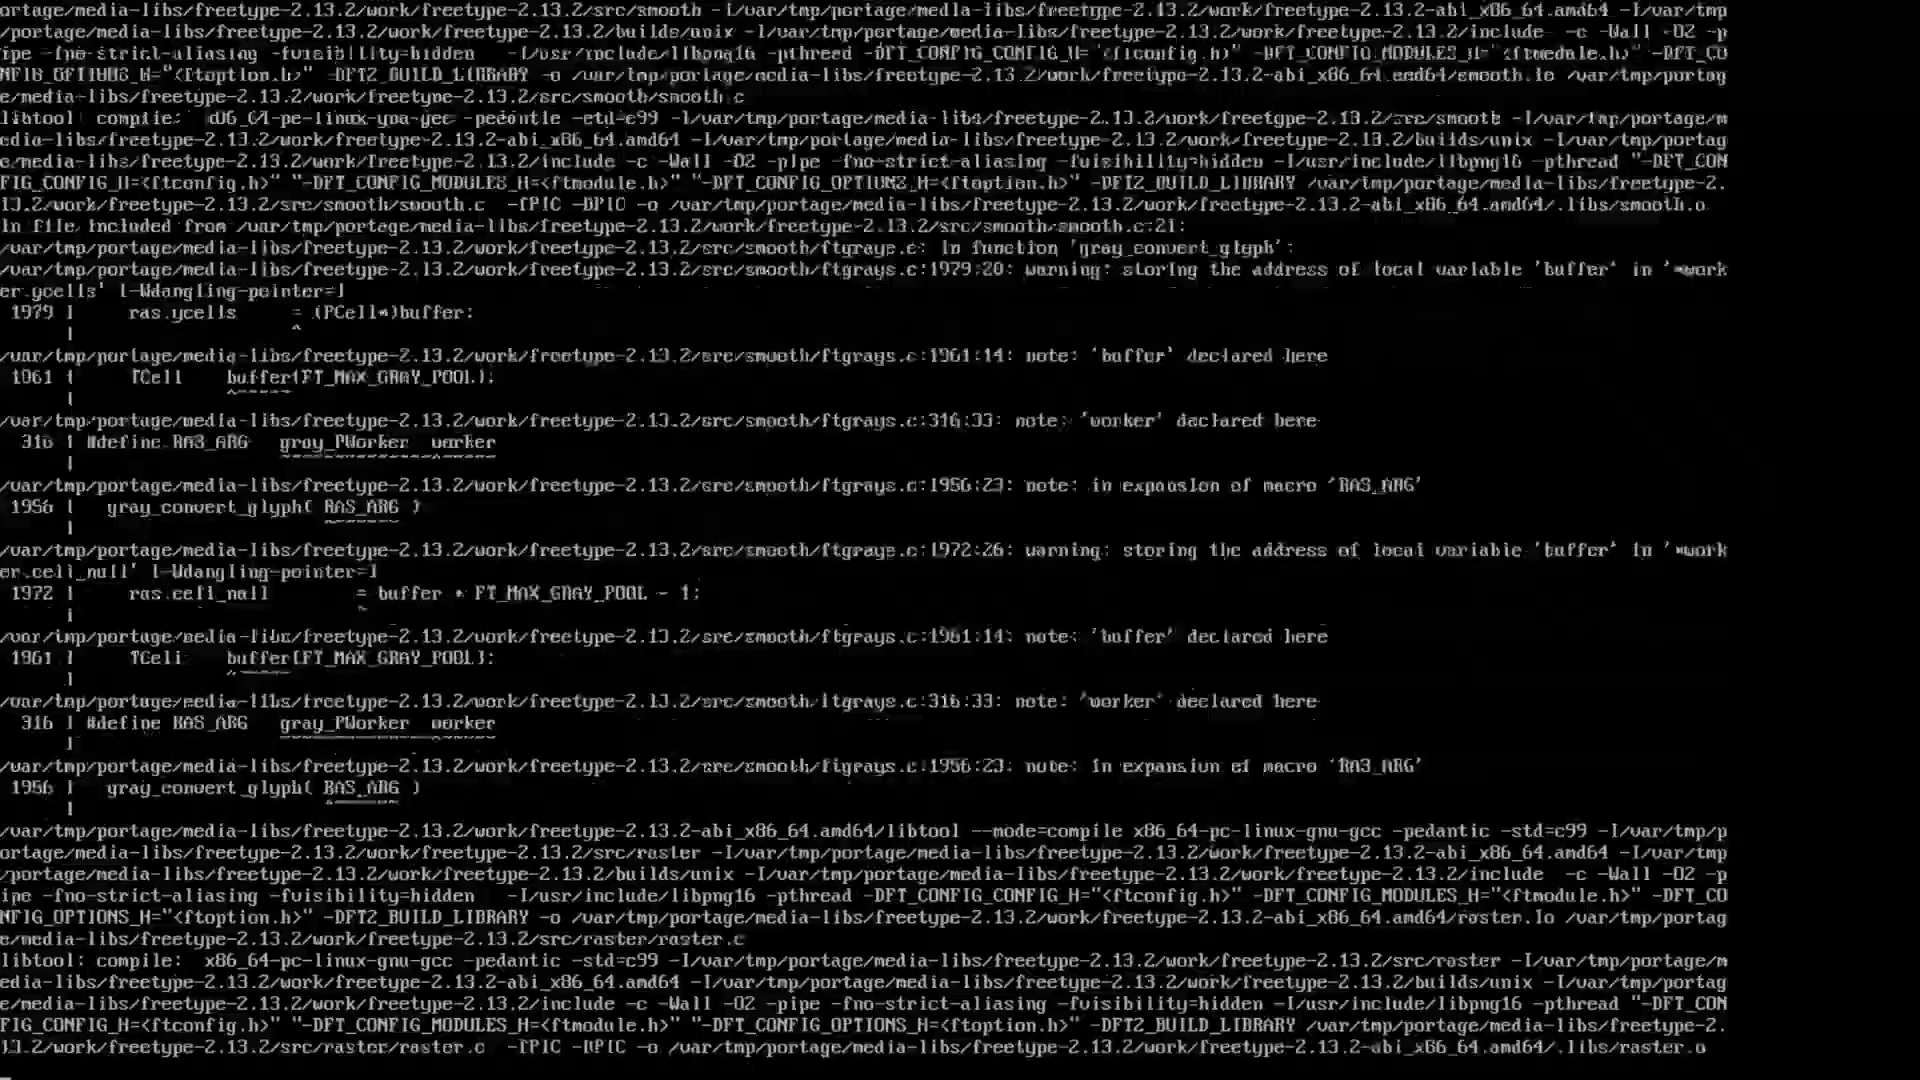 ortage/media-libs/freetype-2.13.2/work/freetype-2.13.2/src/smooth -I/var/tmp/portage/media-libs/freetype-2.13.2/work/freetype-2.13.2-abi_x86_64.amd64 -I/var/tmp
/portage/media-libs/freetype-2.13.2/work/freetype-2.13.2/builds/unix -I/var/tmp/portage/media-libs/freetype-2.13.2/work/freetype-2.13.2/include  -c -Wall -O2 -p
ipe -fno-strict-aliasing -fvisibility=hidden   -I/usr/include/libpng16 -pthread -DFT_CONFIG_CONFIG_H="<ftconfig.h>" -DFT_CONFIG_MODULES_H="<ftmodule.h>" -DFT_CO
NFIG_OPTIONS_H="<ftoption.h>" -DFT2_BUILD_LIBRARY -o /var/tmp/portage/media-libs/freetype-2.13.2/work/freetype-2.13.2-abi_x86_64.amd64/smooth.lo /var/tmp/portag
e/media-libs/freetype-2.13.2/work/freetype-2.13.2/src/smooth/smooth.c
libtool: compile:  x86_64-pc-linux-gnu-gcc -pedantic -std=c99 -I/var/tmp/portage/media-libs/freetype-2.13.2/work/freetype-2.13.2/src/smooth -I/var/tmp/portage/m
edia-libs/freetype-2.13.2/work/freetype-2.13.2-abi_x86_64.amd64 -I/var/tmp/portage/media-libs/freetype-2.13.2/work/freetype-2.13.2/builds/unix -I/var/tmp/portag
e/media-libs/freetype-2.13.2/work/freetype-2.13.2/include -c -Wall -O2 -pipe -fno-strict-aliasing -fvisibility=hidden -I/usr/include/libpng16 -pthread "-DFT_CON
FIG_CONFIG_H=<ftconfig.h>" "-DFT_CONFIG_MODULES_H=<ftmodule.h>" "-DFT_CONFIG_OPTIONS_H=<ftoption.h>" -DFT2_BUILD_LIBRARY /var/tmp/portage/media-libs/freetype-2.
13.2/work/freetype-2.13.2/src/smooth/smooth.c  -fPIC -DPIC -o /var/tmp/portage/media-libs/freetype-2.13.2/work/freetype-2.13.2-abi_x86_64.amd64/.libs/smooth.o
In file included from /var/tmp/portage/media-libs/freetype-2.13.2/work/freetype-2.13.2/src/smooth/smooth.c:21:
/var/tmp/portage/media-libs/freetype-2.13.2/work/freetype-2.13.2/src/smooth/ftgrays.c: In function 'gray_convert_glyph':
/var/tmp/portage/media-libs/freetype-2.13.2/work/freetype-2.13.2/src/smooth/ftgrays.c:1979:20: warning: storing the address of local variable 'buffer' in '*work
er.ycells' [-Wdangling-pointer=]
 1979 |      ras.ycells      = (PCell*)buffer;
      |                    ^
/var/tmp/portage/media-libs/freetype-2.13.2/work/freetype-2.13.2/src/smooth/ftgrays.c:1961:14: note: 'buffer' declared here
 1961 |      TCell    buffer[FT_MAX_GRAY_POOL];
      |               ^~~~~~
/var/tmp/portage/media-libs/freetype-2.13.2/work/freetype-2.13.2/src/smooth/ftgrays.c:316:33: note: 'worker' declared here
  316 | #define RAS_ARG   gray_PWorker  worker
      |                   ~~~~~~~~~~~~~~^~~~~~
/var/tmp/portage/media-libs/freetype-2.13.2/work/freetype-2.13.2/src/smooth/ftgrays.c:1956:23: note: in expansion of macro 'RAS_ARG'
 1956 |   gray_convert_glyph( RAS_ARG )
      |                       ^~~~~~~
/var/tmp/portage/media-libs/freetype-2.13.2/work/freetype-2.13.2/src/smooth/ftgrays.c:1972:26: warning: storing the address of local variable 'buffer' in '*work
er.cell_null' [-Wdangling-pointer=]
 1972 |      ras.cell_null        = buffer + FT_MAX_GRAY_POOL - 1;
      |                           ^
/var/tmp/portage/media-libs/freetype-2.13.2/work/freetype-2.13.2/src/smooth/ftgrays.c:1961:14: note: 'buffer' declared here
 1961 |      TCell    buffer[FT_MAX_GRAY_POOL];
      |               ^~~~~~
/var/tmp/portage/media-libs/freetype-2.13.2/work/freetype-2.13.2/src/smooth/ftgrays.c:316:33: note: 'worker' declared here
  316 | #define RAS_ARG   gray_PWorker  worker
      |                   ~~~~~~~~~~~~~~^~~~~~
/var/tmp/portage/media-libs/freetype-2.13.2/work/freetype-2.13.2/src/smooth/ftgrays.c:1956:23: note: in expansion of macro 'RAS_ARG'
 1956 |   gray_convert_glyph( RAS_ARG )
      |                       ^~~~~~~
/var/tmp/portage/media-libs/freetype-2.13.2/work/freetype-2.13.2-abi_x86_64.amd64/libtool --mode=compile x86_64-pc-linux-gnu-gcc -pedantic -std=c99 -I/var/tmp/p
ortage/media-libs/freetype-2.13.2/work/freetype-2.13.2/src/raster -I/var/tmp/portage/media-libs/freetype-2.13.2/work/freetype-2.13.2-abi_x86_64.amd64 -I/var/tmp
/portage/media-libs/freetype-2.13.2/work/freetype-2.13.2/builds/unix -I/var/tmp/portage/media-libs/freetype-2.13.2/work/freetype-2.13.2/include  -c -Wall -O2 -p
ipe -fno-strict-aliasing -fvisibility=hidden   -I/usr/include/libpng16 -pthread -DFT_CONFIG_CONFIG_H="<ftconfig.h>" -DFT_CONFIG_MODULES_H="<ftmodule.h>" -DFT_CO
NFIG_OPTIONS_H="<ftoption.h>" -DFT2_BUILD_LIBRARY -o /var/tmp/portage/media-libs/freetype-2.13.2/work/freetype-2.13.2-abi_x86_64.amd64/raster.lo /var/tmp/portag
e/media-libs/freetype-2.13.2/work/freetype-2.13.2/src/raster/raster.c
libtool: compile:  x86_64-pc-linux-gnu-gcc -pedantic -std=c99 -I/var/tmp/portage/media-libs/freetype-2.13.2/work/freetype-2.13.2/src/raster -I/var/tmp/portage/m
edia-libs/freetype-2.13.2/work/freetype-2.13.2-abi_x86_64.amd64 -I/var/tmp/portage/media-libs/freetype-2.13.2/work/freetype-2.13.2/builds/unix -I/var/tmp/portag
e/media-libs/freetype-2.13.2/work/freetype-2.13.2/include -c -Wall -O2 -pipe -fno-strict-aliasing -fvisibility=hidden -I/usr/include/libpng16 -pthread "-DFT_CON
FIG_CONFIG_H=<ftconfig.h>" "-DFT_CONFIG_MODULES_H=<ftmodule.h>" "-DFT_CONFIG_OPTIONS_H=<ftoption.h>" -DFT2_BUILD_LIBRARY /var/tmp/portage/media-libs/freetype-2.
13.2/work/freetype-2.13.2/src/raster/raster.c  -fPIC -DPIC -o /var/tmp/portage/media-libs/freetype-2.13.2/work/freetype-2.13.2-abi_x86_64.amd64/.libs/raster.o